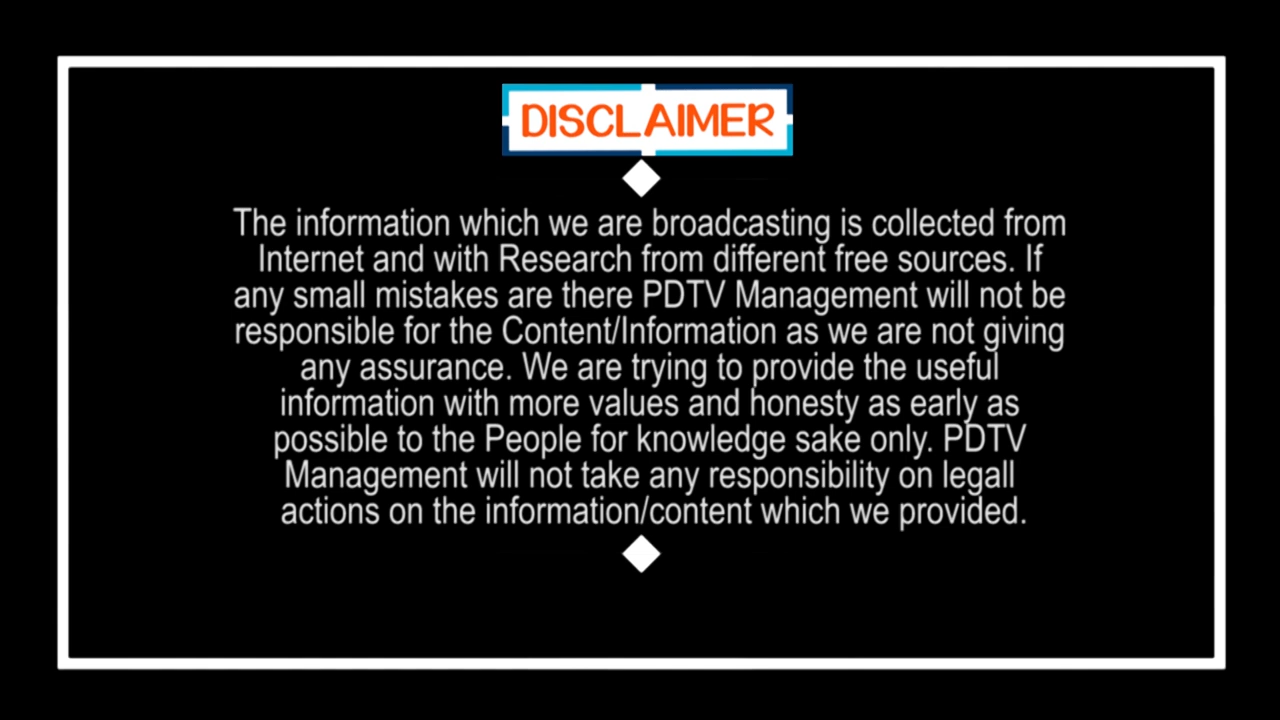 DISCLAIMER
The information which we are broadcasting is collected from
Internet and with Research from different free sources. If
any small mistakes are there PDTV Management will not be
responsible for the Content/Information as we are not giving
any assurance. We are trying to provide the useful
information with more values and honesty as early as
possible to the People for knowledge sake only. PDTV
Management will not take any responsibility on legall
actions on the information/content which we provided.